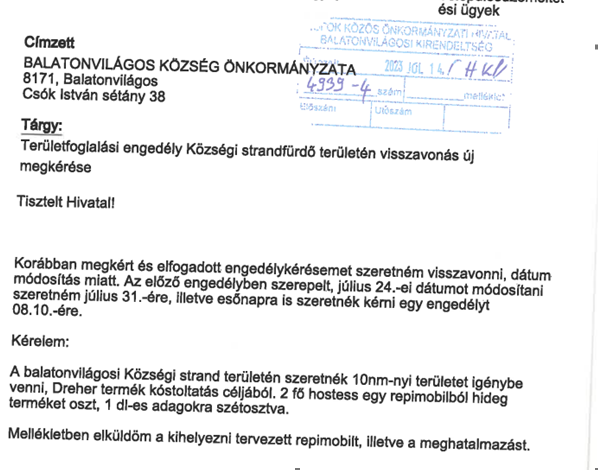 ési ügyek
Címzett
BALATONVILÁGOS KÖZSÉG ÖNKORMÁNYZATA
8171, Balatonvilágos
Csók István sétány 38
KÖZÖS ÖNKORMÁNYZATI HIVATAL
BALATONVILÁGOSI KIRENDELTSÉG
2023 JÚL 14.
4939-4 szám
Előszám Utószám
Tárgy:
Területfoglalási engedély Községi strandfürdő területén visszavonás új
megkérése
Tisztelt Hivatal!
Korábban megkért és elfogadott engedélykérésemet szeretném visszavonni, dátum
módosítás miatt. Az előző engedélyben szerepelt, július 24.-ei dátumot módosítani
szeretném július 31.-ére, illetve esőnapra is szeretnék kérni egy engedélyt
08.10.-ére.
Kérelem:
A balatonvilágosi Községi strand területén szeretnék 10nm-nyi területet igénybe
venni, Dreher termék kóstoltatás céljából. 2 fő hostess egy repimobilból hideg
terméket oszt, 1 dl-es adagokra szétosztva.
Mellékletben elküldöm a kihelyezni tervezett repimobilt, illetve a meghatalmazást.